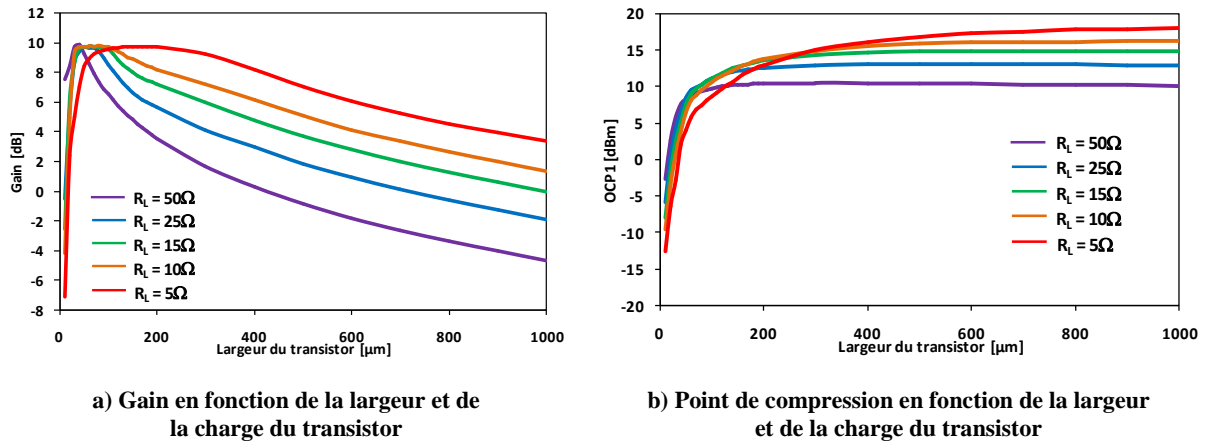 12
10
8
6
4
2
0
-2
-4
-6
-8
Gain [dB]
R_L = 50Ω
R_L = 25Ω
R_L = 15Ω
R_L = 10Ω
R_L = 5Ω
0 200 400 600 800 1000
Largeur du transistor [µm]
a) Gain en fonction de la largeur et de
la charge du transistor
20
15
10
5
0
-5
-10
-15
-20
OCP1 [dBm]
R_L = 50Ω
R_L = 25Ω
R_L = 15Ω
R_L = 10Ω
R_L = 5Ω
0 200 400 600 800 1000
Largeur du transistor [µm]
b) Point de compression en fonction de la largeur
et de la charge du transistor